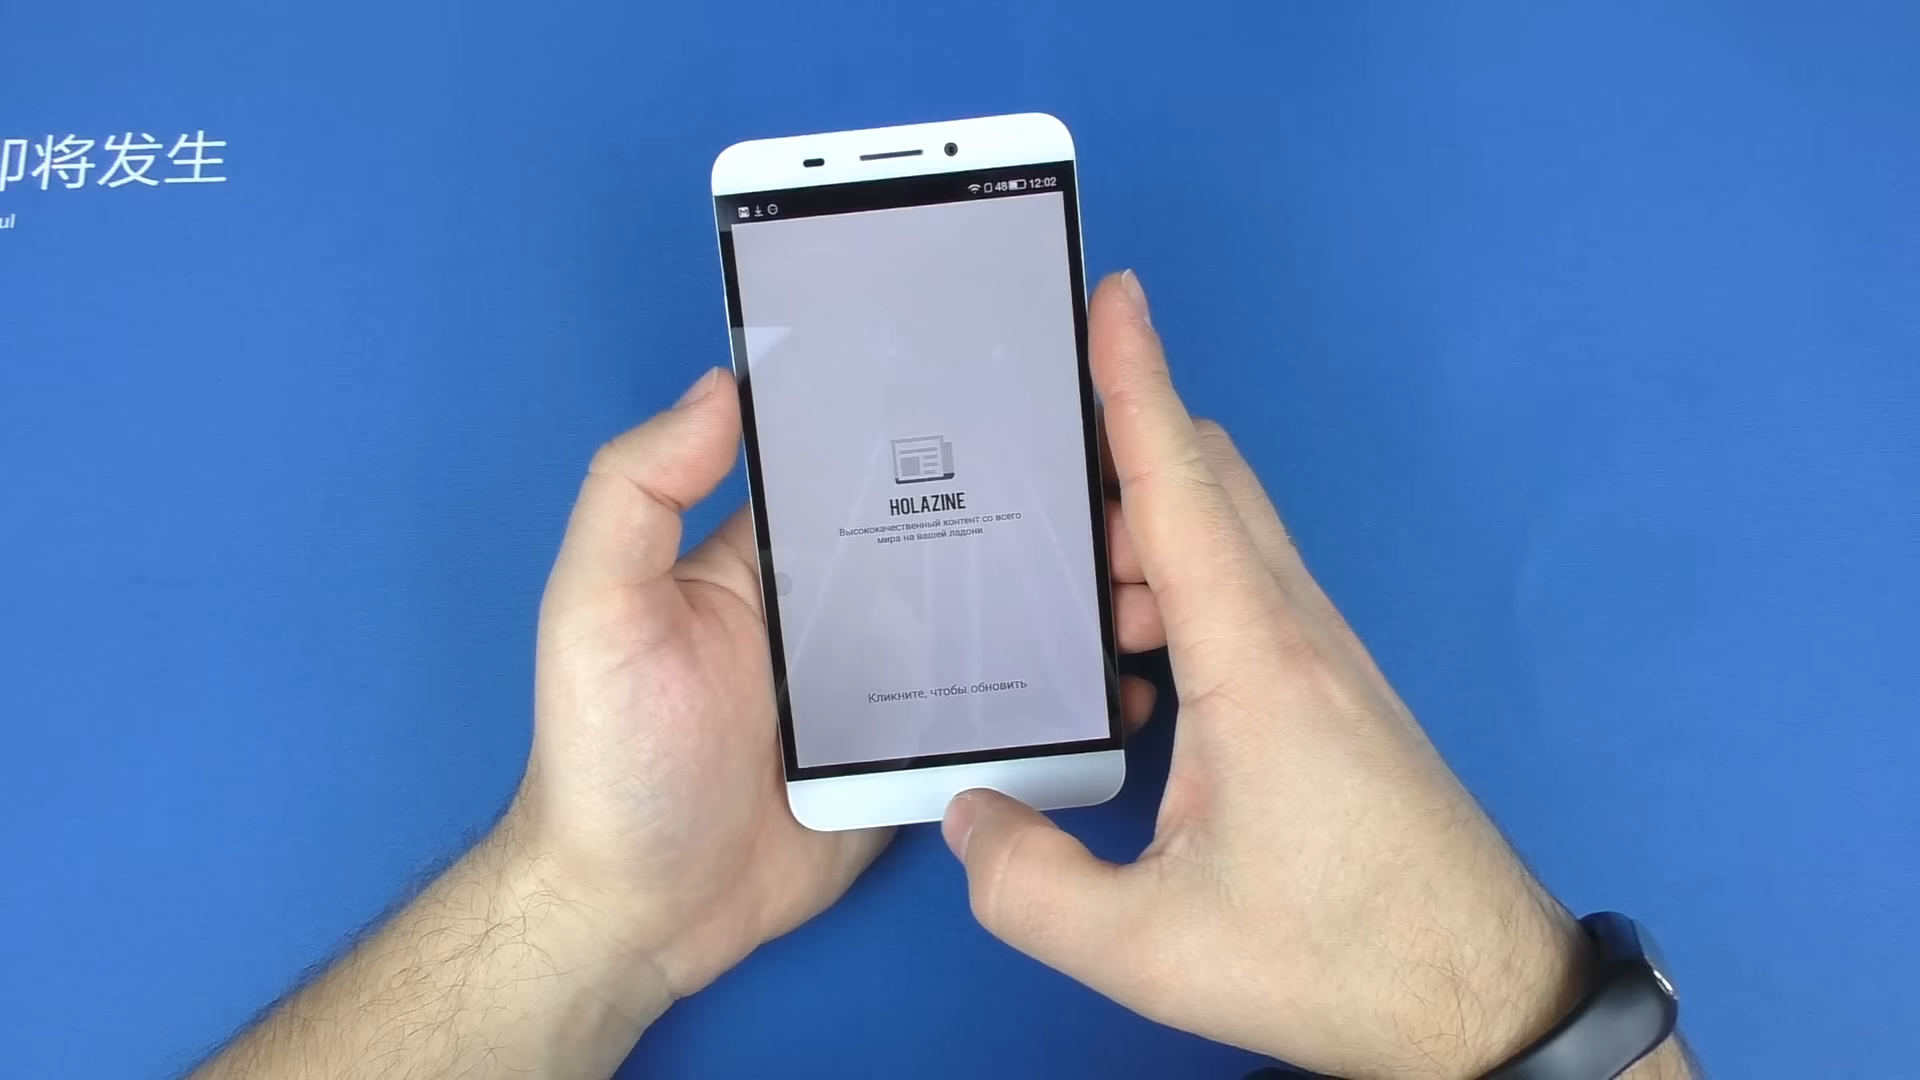 即将发生
ul
48 12:02
HOLAZINE
Высококачественный контент со всего
мира на вашей ладони.
Кликните, чтобы обновить